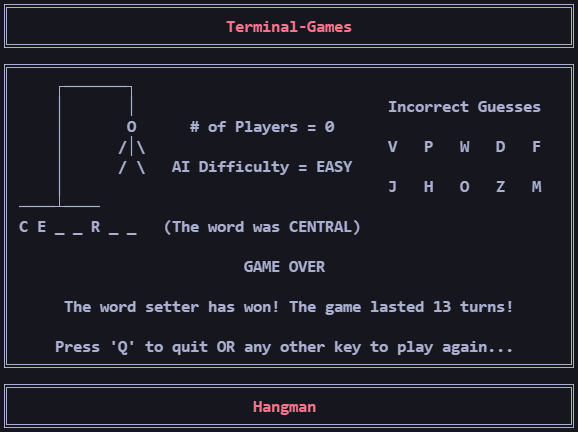 Terminal-Games
Incorrect Guesses
O # of Players = 0
/|\ V P W D F
/ \ AI Difficulty = EASY
J H O Z M
C E _ _ R _ _ (The word was CENTRAL)
GAME OVER
The word setter has won! The game lasted 13 turns!
Press 'Q' to quit OR any other key to play again...
Hangman